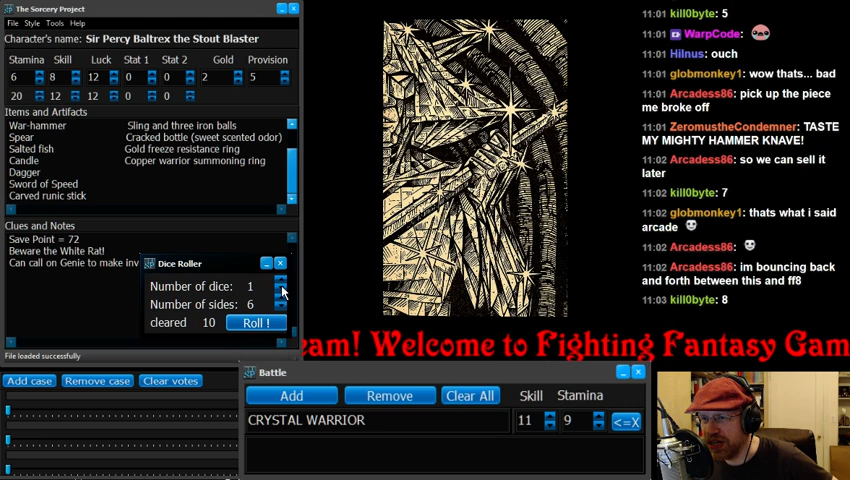 The Sorcery Project
File Style Tools Help
Character's name: Sir Percy Baltrex the Stout Blaster
Stamina Skill Luck Stat 1 Stat 2 Gold Provision
6 8 12 0 0 2 5
20 12 12 0 0
Items and Artifacts
War-hammer Sling and three iron balls
Spear Cracked bottle (sweet scented odor)
Salted fish Gold freeze resistance ring
Candle Copper warrior summoning ring
Dagger
Sword of Speed
Carved runic stick
Clues and Notes
Save Point = 72
Beware the White Rat!
Can call on Genie to make inv
Dice Roller
Number of dice: 1
Number of sides: 6
cleared 10 Roll !
File loaded successfully
Add case Remove case Clear votes
eam! Welcome to Fighting Fantasy Gam
Battle
Add Remove Clear All Skill Stamina
CRYSTAL WARRIOR 11 9 <=X
11:01 kill0byte: 5
11:01 WarpCode:
11:01 Hilnus: ouch
11:01 globmonkey1: wow thats... bad
11:01 Arcadess86: pick up the piece
me broke off
11:01 ZeromustheCondemner: TASTE
MY MIGHTY HAMMER KNAVE!
11:02 Arcadess86: so we can sell it
later
11:02 kill0byte: 7
11:02 globmonkey1: thats what i said
arcade
11:02 Arcadess86:
11:02 Arcadess86: im bouncing back
and forth between this and ff8
11:03 kill0byte: 8